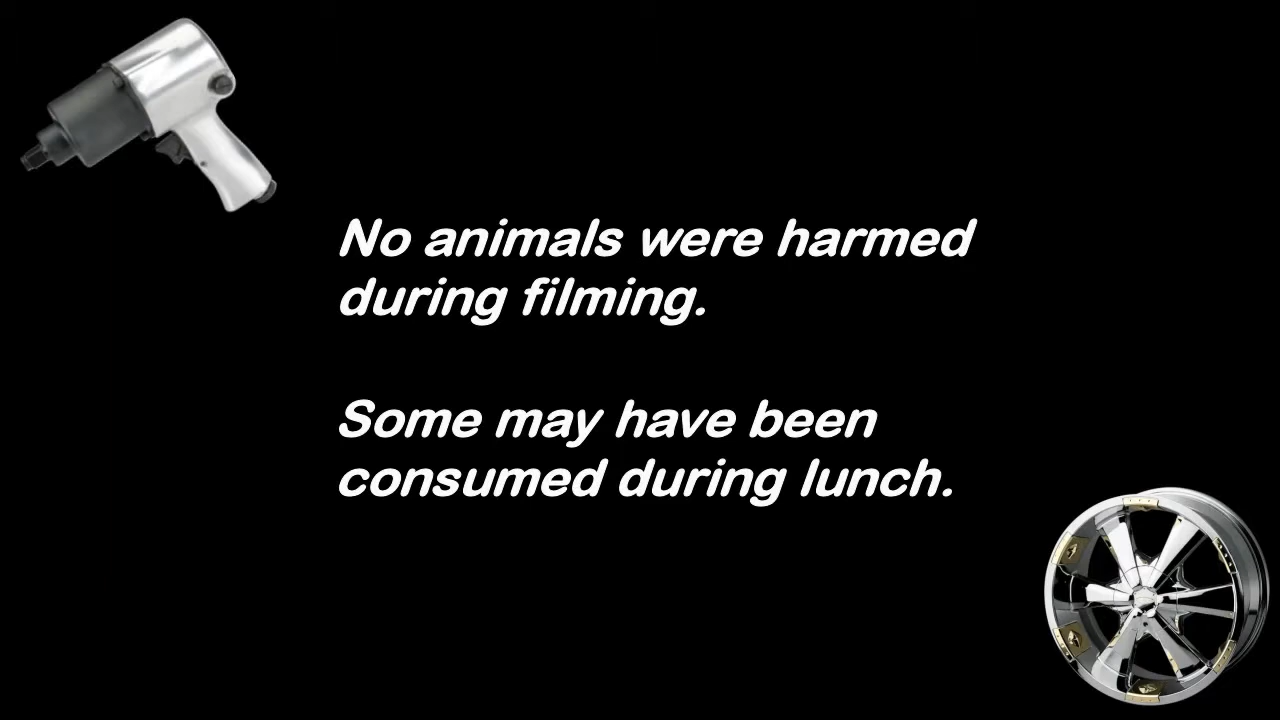 No animals were harmed
during filming.
Some may have been
consumed during lunch.